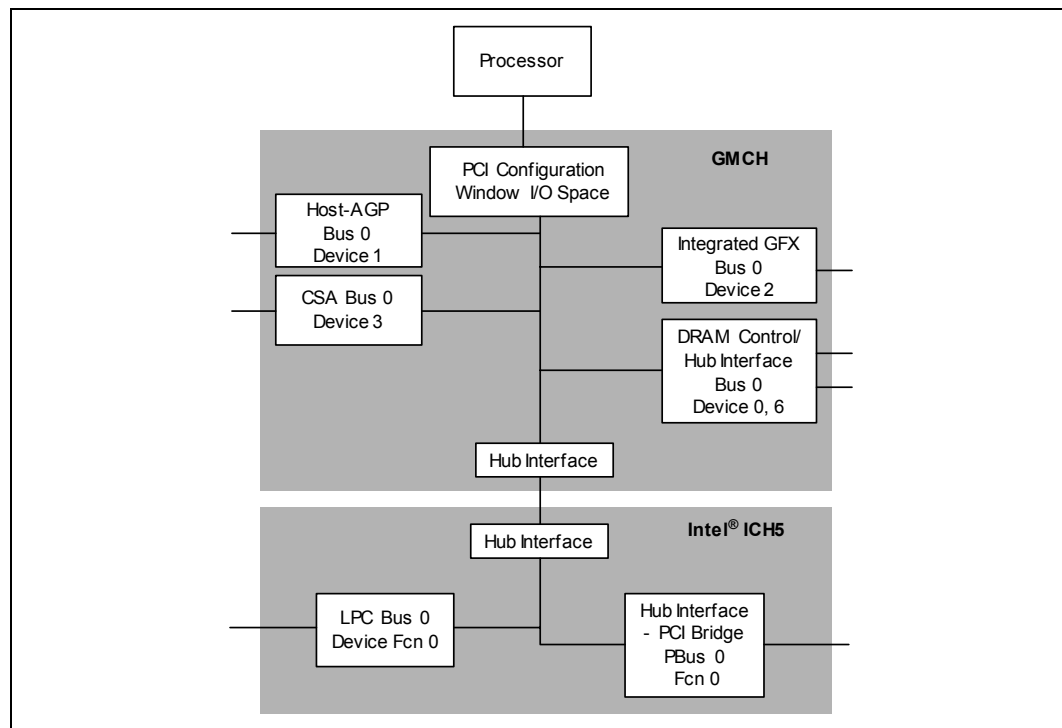 Processor
GMCH
PCI Configuration
Window I/O Space
Host-AGP
Bus 0
Device 1
Integrated GFX
Bus 0
Device 2
CSA Bus 0
Device 3
DRAM Control/
Hub Interface
Bus 0
Device 0, 6
Hub Interface
Intel® ICH5
Hub Interface
LPC Bus 0
Device Fcn 0
Hub Interface
- PCI Bridge
PBus 0
Fcn 0